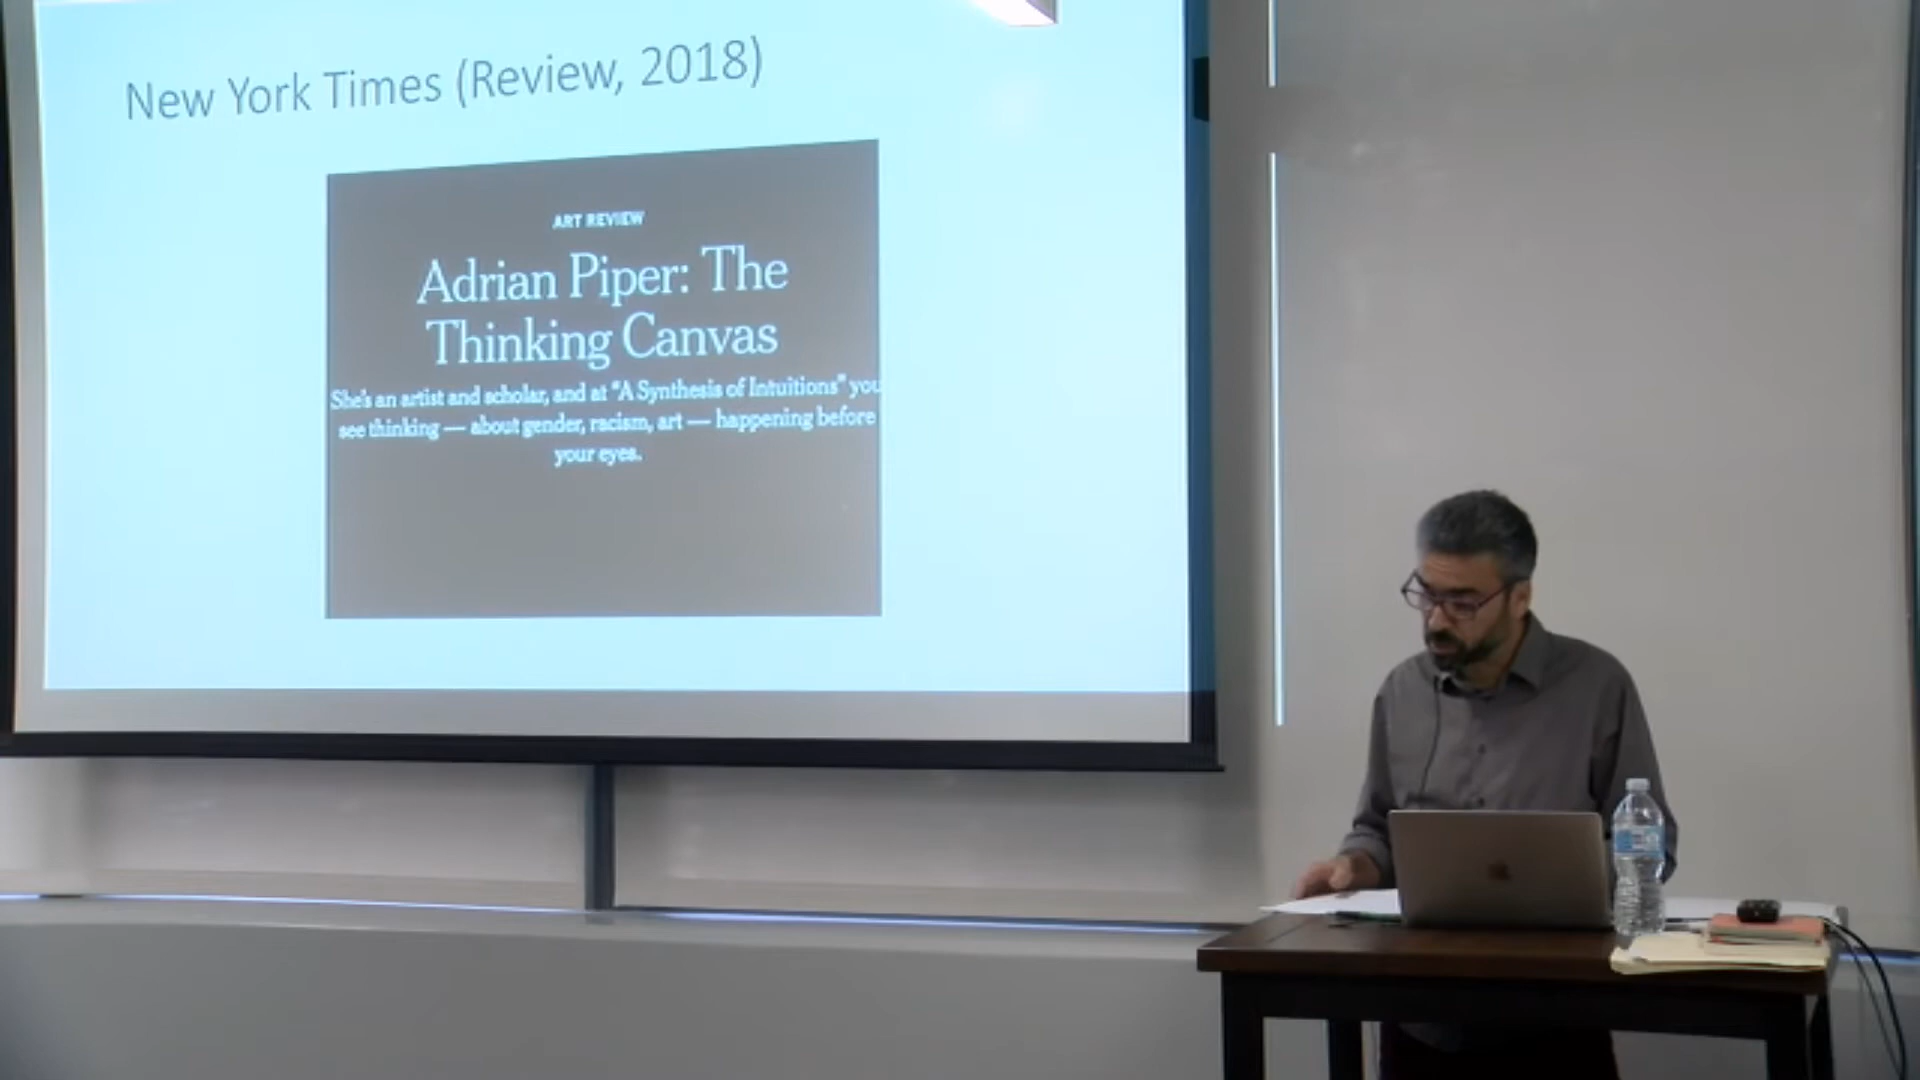 New York Times (Review, 2018)
ART REVIEW
Adrian Piper: The
Thinking Canvas
She's an artist and scholar, and at "A Synthesis of Intuitions" you
see thinking — about gender, racism, art — happening before
your eyes.